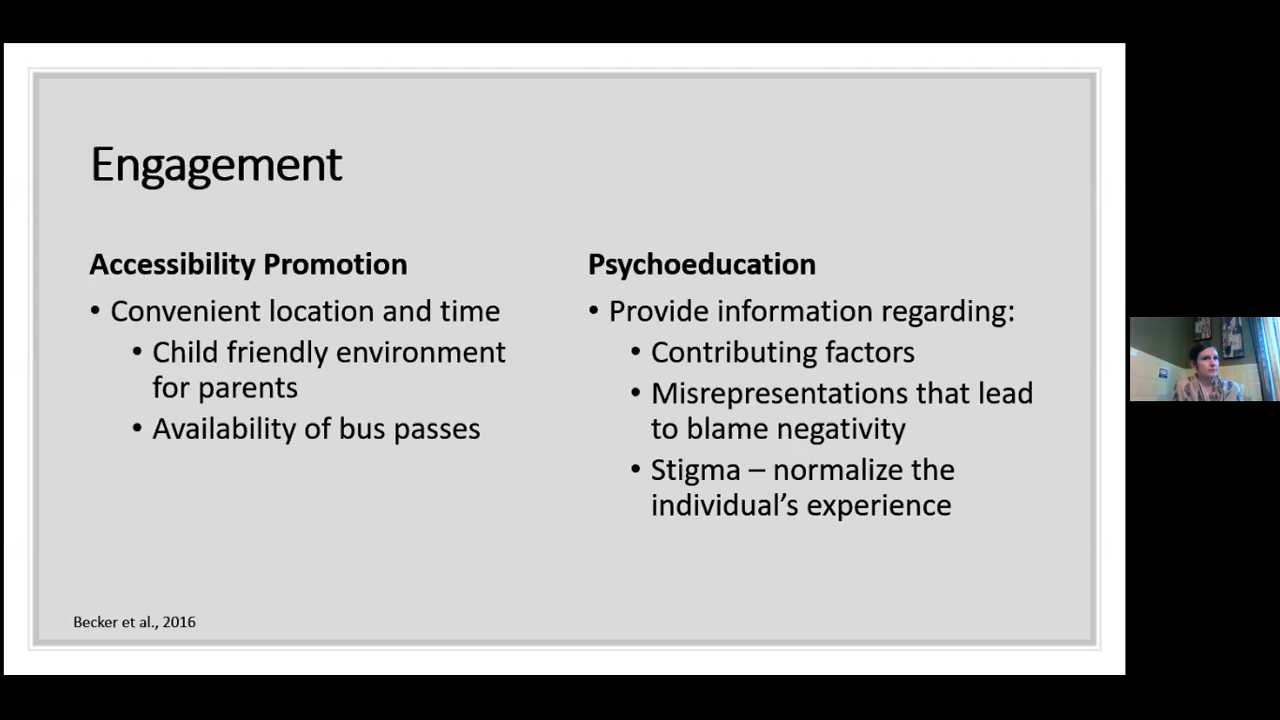 Engagement
Accessibility Promotion
• Convenient location and time
• Child friendly environment
for parents
• Availability of bus passes
Psychoeducation
• Provide information regarding:
• Contributing factors
• Misrepresentations that lead
to blame negativity
• Stigma – normalize the
individual’s experience
Becker et al., 2016